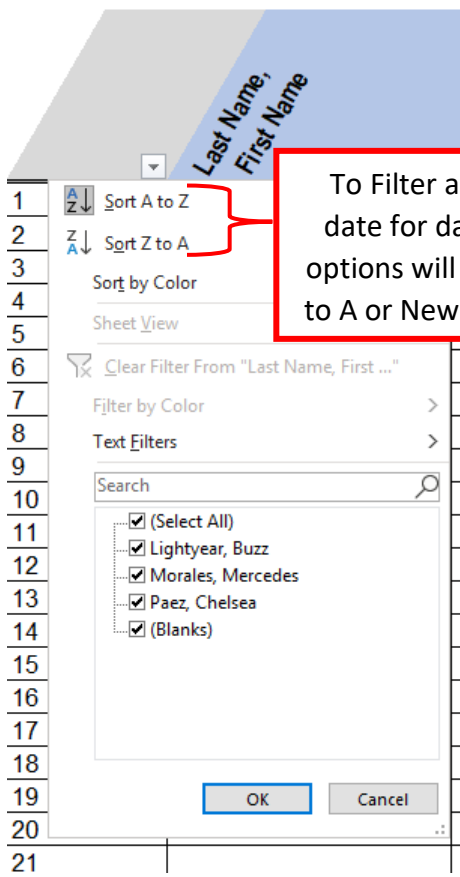 Last Name,
First Name
To Filter a
date for da
options will
to A or New
1
2
3
4
5
6
7
8
9
10
11
12
13
14
15
16
17
18
19
20
21
Sort A to Z
Sort Z to A
Sort by Color
Sheet View
Clear Filter From "Last Name, First ..."
Filter by Color
Text Filters
Search
(Select All)
Lightyear, Buzz
Morales, Mercedes
Paez, Chelsea
(Blanks)
OK Cancel